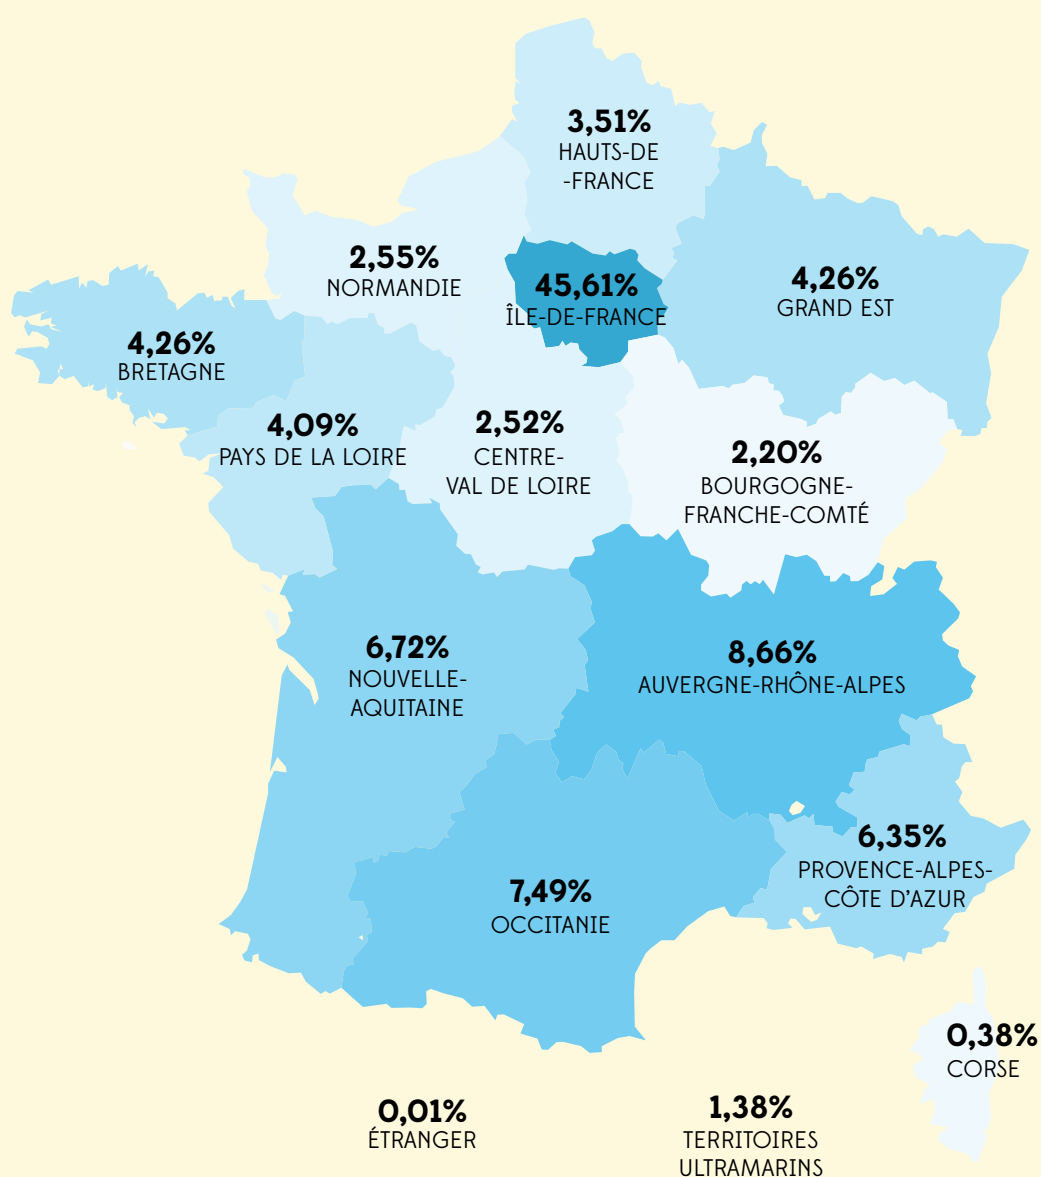 3,51%
HAUTS-DE
-FRANCE
2,55%
NORMANDIE
45,61%
ÎLE-DE-FRANCE
4,26%
GRAND EST
4,26%
BRETAGNE
4,09%
PAYS DE LA LOIRE
2,52%
CENTRE-
VAL DE LOIRE
2,20%
BOURGOGNE-
FRANCHE-COMTÉ
6,72%
NOUVELLE-
AQUITAINE
8,66%
AUVERGNE-RHÔNE-ALPES
6,35%
PROVENCE-ALPES-
CÔTE D'AZUR
7,49%
OCCITANIE
0,38%
CORSE
0,01%
ÉTRANGER
1,38%
TERRITOIRES
ULTRAMARINS